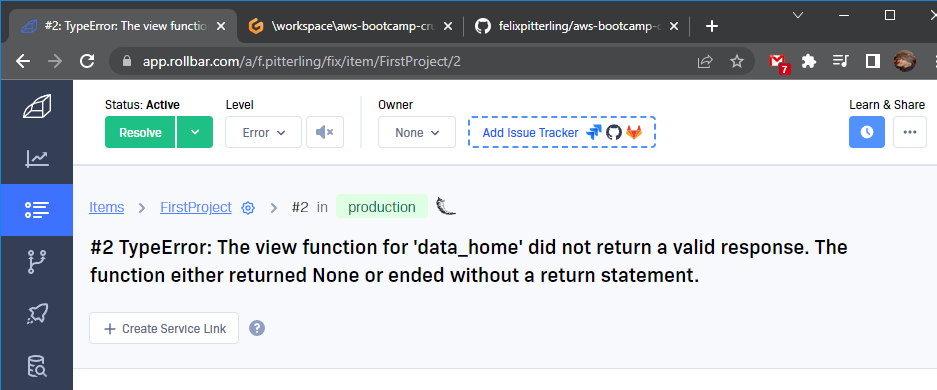 #2: TypeError: The view functio
\workspace\aws-bootcamp-cru
felixpitterling/aws-bootcamp-c
app.rollbar.com/a/f.pitterling/fix/item/FirstProject/2
7
Status: Active
Level
Owner
Learn & Share
Resolve
Error
None
Add Issue Tracker
Items
FirstProject
#2 in
production
#2 TypeError: The view function for 'data_home' did not return a valid response. The
function either returned None or ended without a return statement.
+ Create Service Link
?